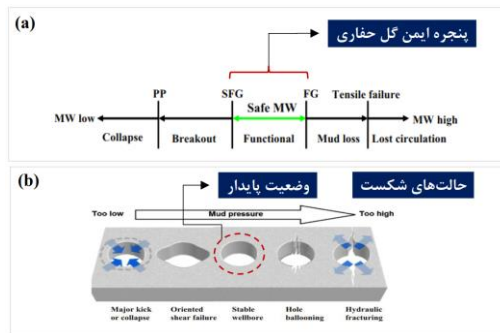 (a)
پنجره ایمن گل حفاری
PP SFG FG Tensile failure
Safe MW
MW low MW high
Collapse Breakout Functional Mud loss Lost circulation
(b)
وضعیت پایدار حالت‌های شکست
Too low Mud pressure Too high
Major kick or collapse
Oriented shear failure
Stable wellbore
Hole ballooning
Hydraulic fracturing